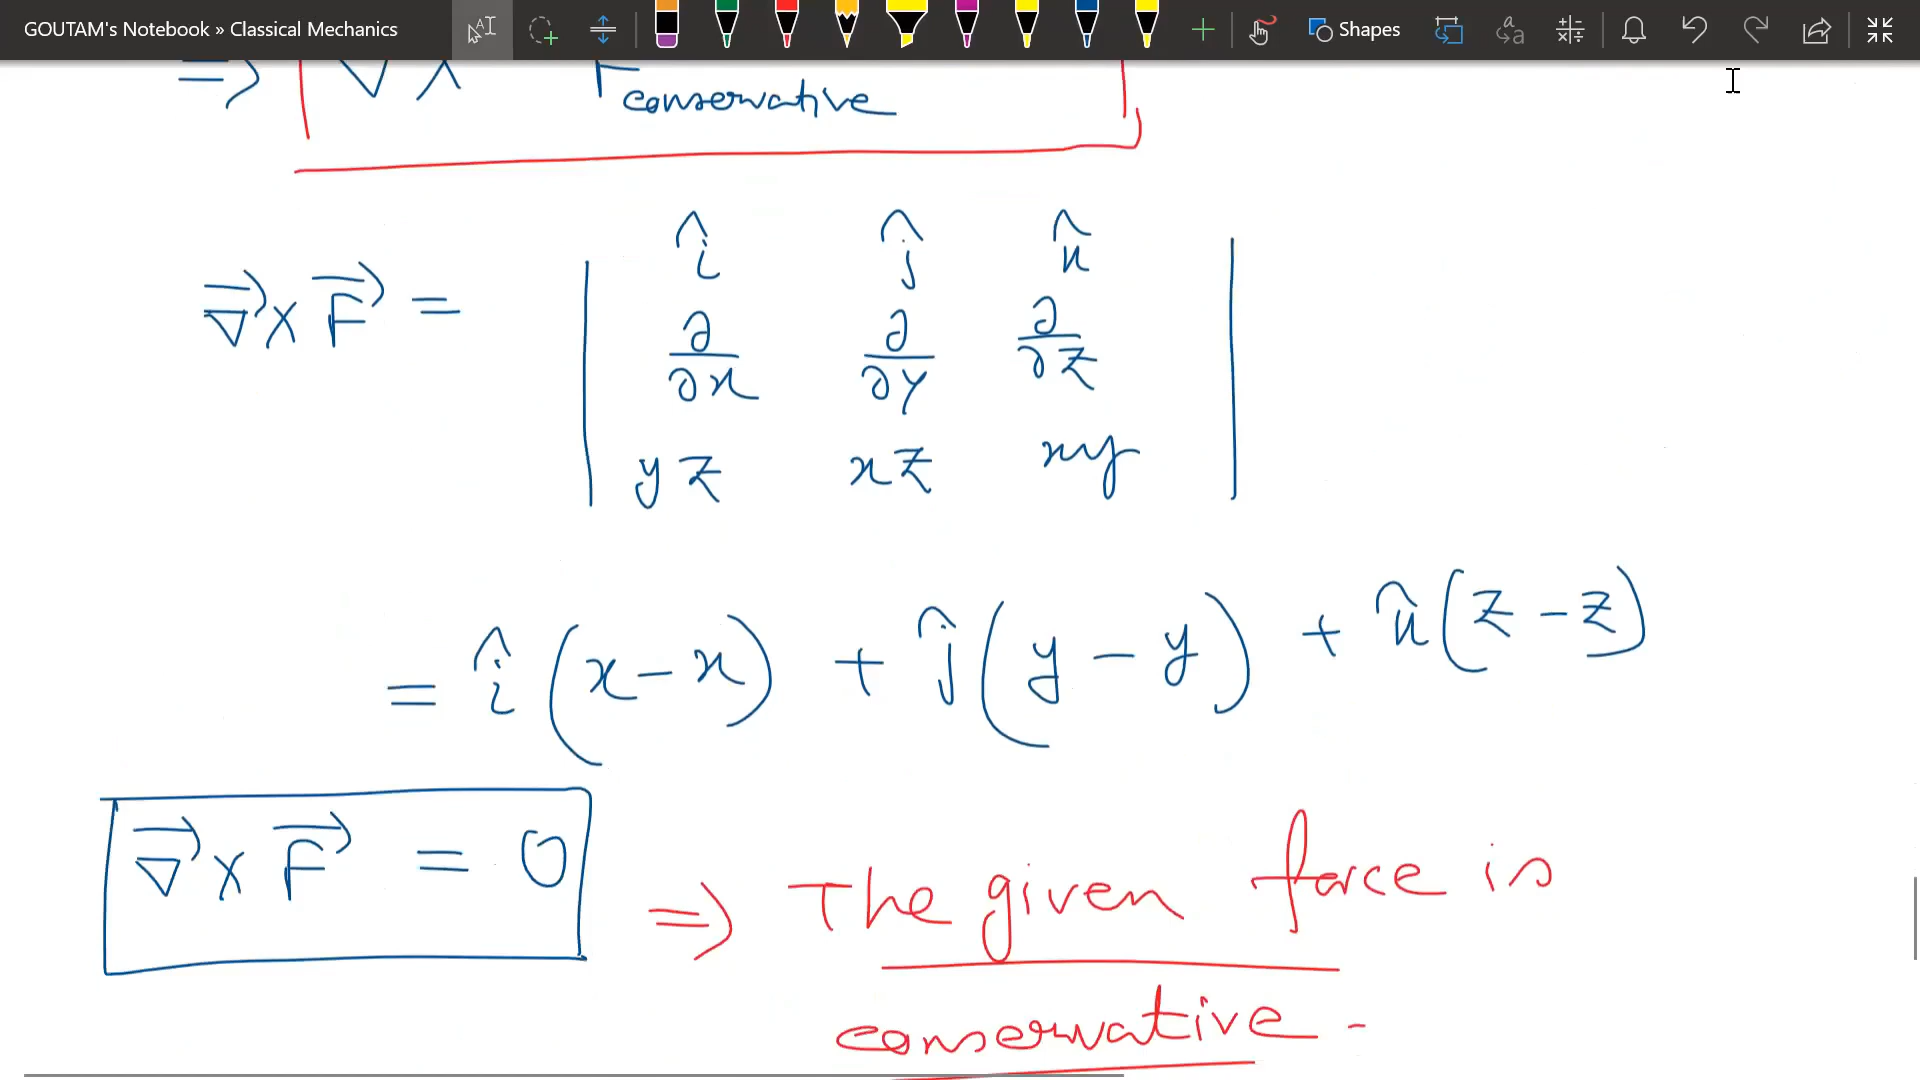 GOUTAM's Notebook » Classical Mechanics
Shapes
=> ∇ × F conservative
∇⃗ × F⃗ = | î ĵ k̂ |
| ∂/∂x ∂/∂y ∂/∂z |
| yz xz xy |
= î (x - x) + ĵ (y - y) + k̂ (z - z)
∇⃗ × F⃗ = 0
=> The given force is
conservative -